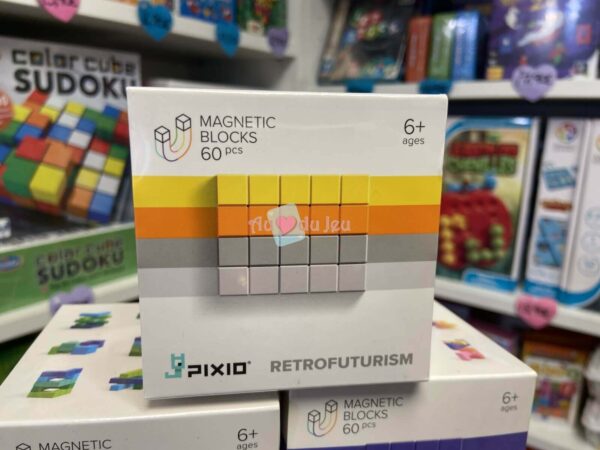 color cube
SUDOKU
MAGNETIC
BLOCKS
60 pcs
6+
ages
Au du Jeu
PIXIO®
RETROFUTURISM
color cube
SUDOKU
MAGNETIC
6+
ages
MAGNETIC
BLOCKS
60 pcs
6+
ages